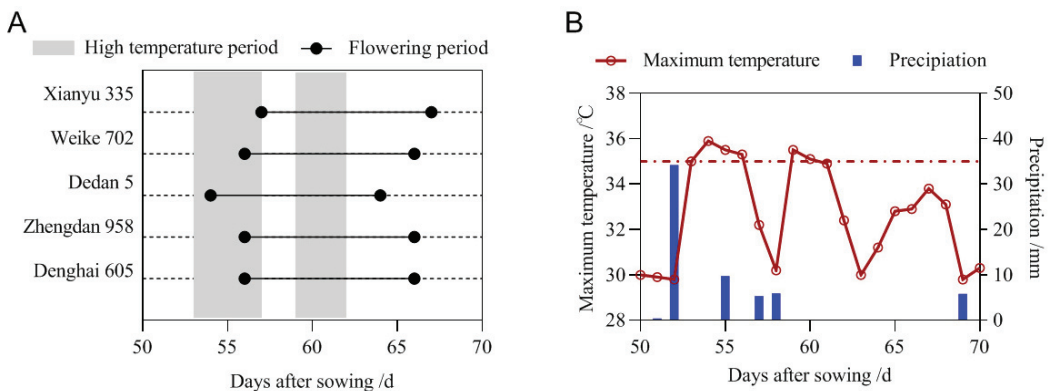 A
High temperature period
Flowering period
Xianyu 335
Weike 702
Dedan 5
Zhengdan 958
Denghai 605
50
55
60
65
70
Days after sowing /d
B
Maximum temperature
Precipiation
38
36
34
32
30
28
Maximum temperature /℃
50
40
30
20
10
0
Precipitation /mm
50
55
60
65
70
Days after sowing /d